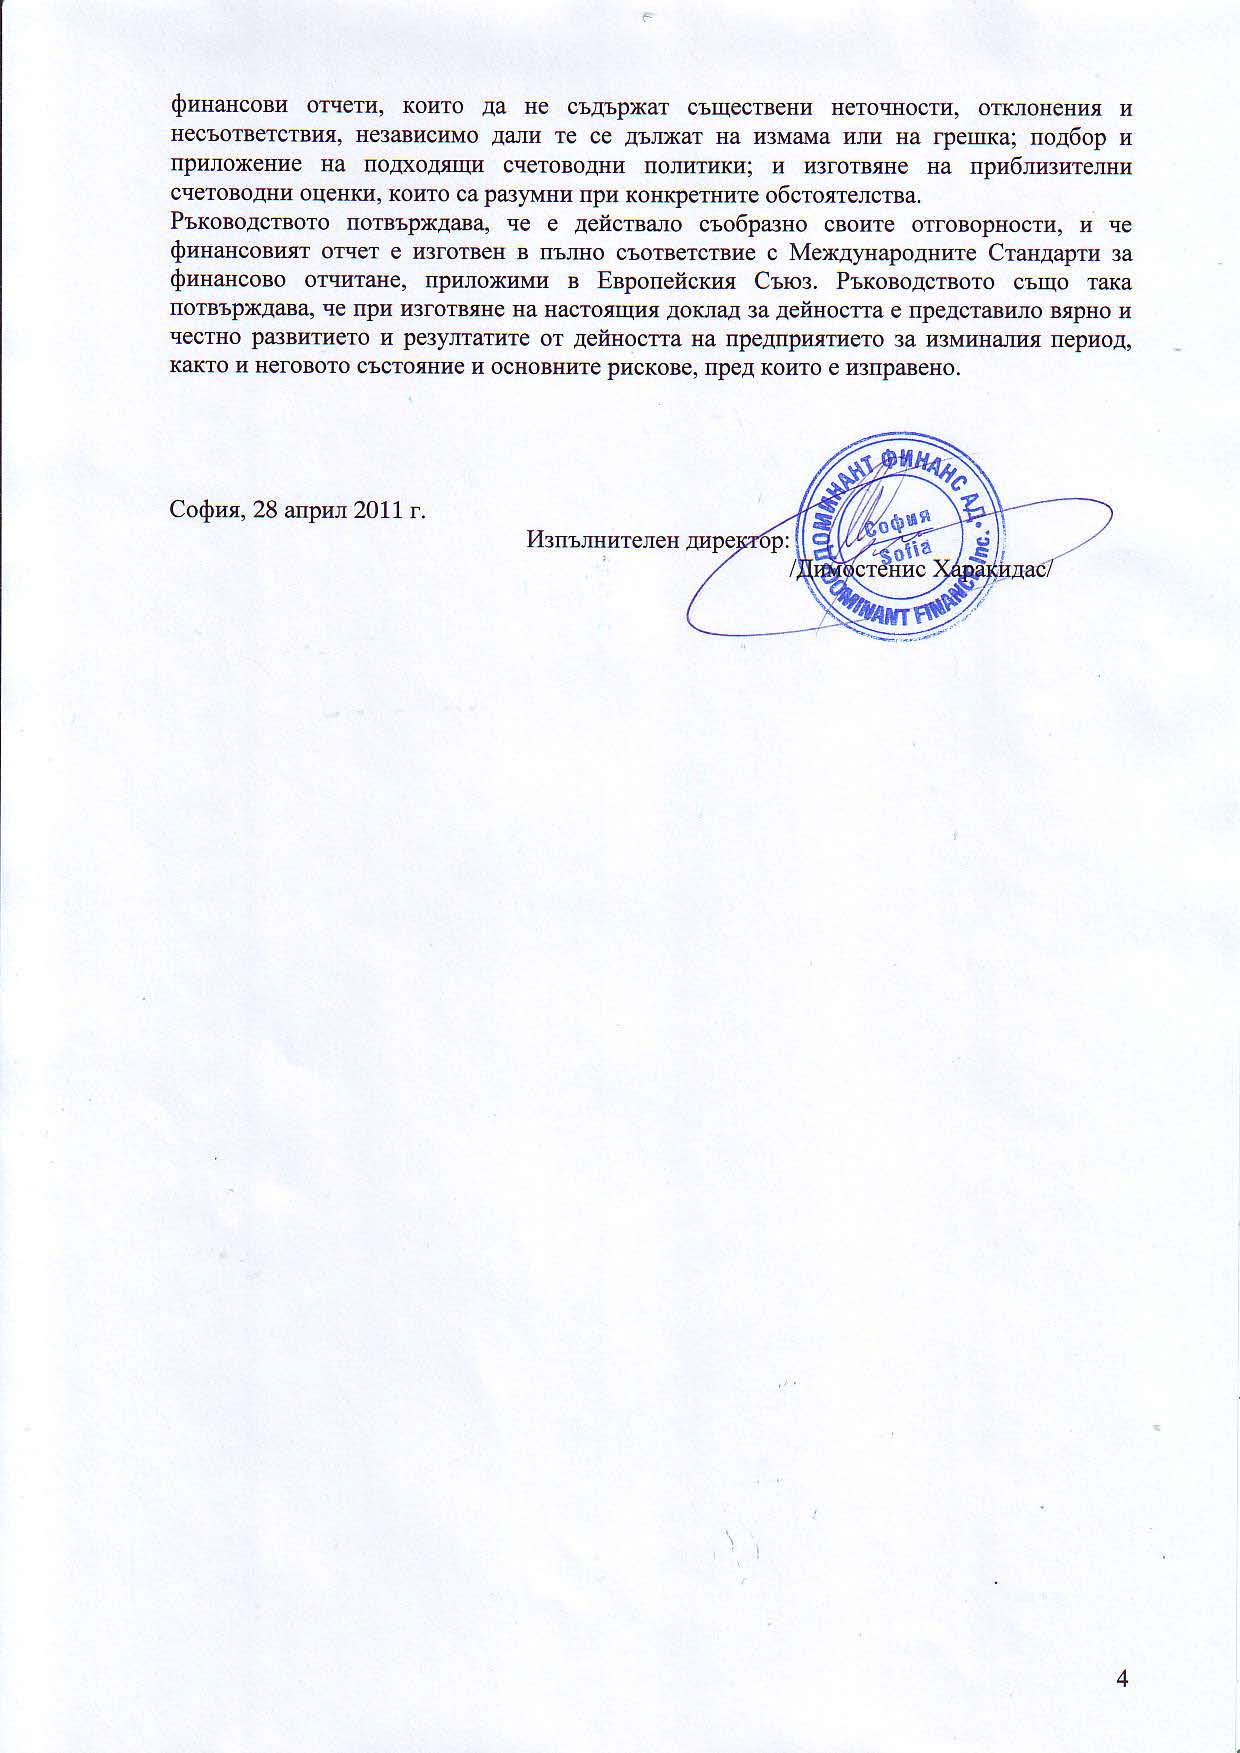 финансови отчети, които да не съдържат съществени неточности, отклонения и
несъответствия, независимо дали те се дължат на измама или на грешка; подбор и
приложение на подходящи счетоводни политики; и изготвяне на приблизителни
счетоводни оценки, които са разумни при конкретните обстоятелства.
Ръководството потвърждава, че е действало съобразно своите отговорности, и че
финансовият отчет е изготвен в пълно съответствие с Международните Стандарти за
финансово отчитане, приложими в Европейския Съюз. Ръководството също така
потвърждава, че при изготвяне на настоящия доклад за дейността е представило вярно и
честно развитието и резултатите от дейността на предприятието за изминалия период,
както и неговото състояние и основните рискове, пред които е изправено.
София, 28 април 2011 г.
Изпълнителен директор:
/Димостенис Харакидас/
ДОМИНАНТ ФИНАНС АД
София
Sofia
DOMINANT FINANCE Inc.
4